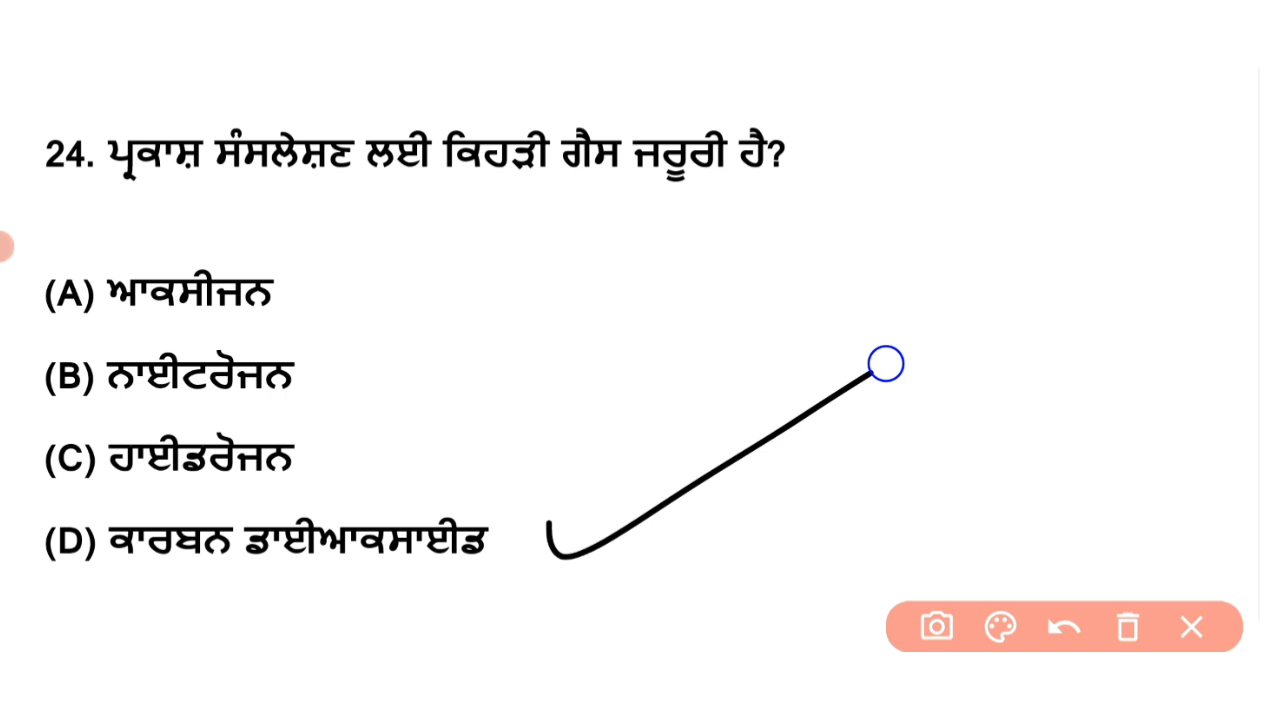 24. ਪ੍ਰਕਾਸ਼ ਸੰਸਲੇਸ਼ਣ ਲਈ ਕਿਹੜੀ ਗੈਸ ਜਰੂਰੀ ਹੈ?
(A) ਆਕਸੀਜਨ
(B) ਨਾਈਟਰੋਜਨ
(C) ਹਾਈਡਰੋਜਨ
(D) ਕਾਰਬਨ ਡਾਈਆਕਸਾਈਡ